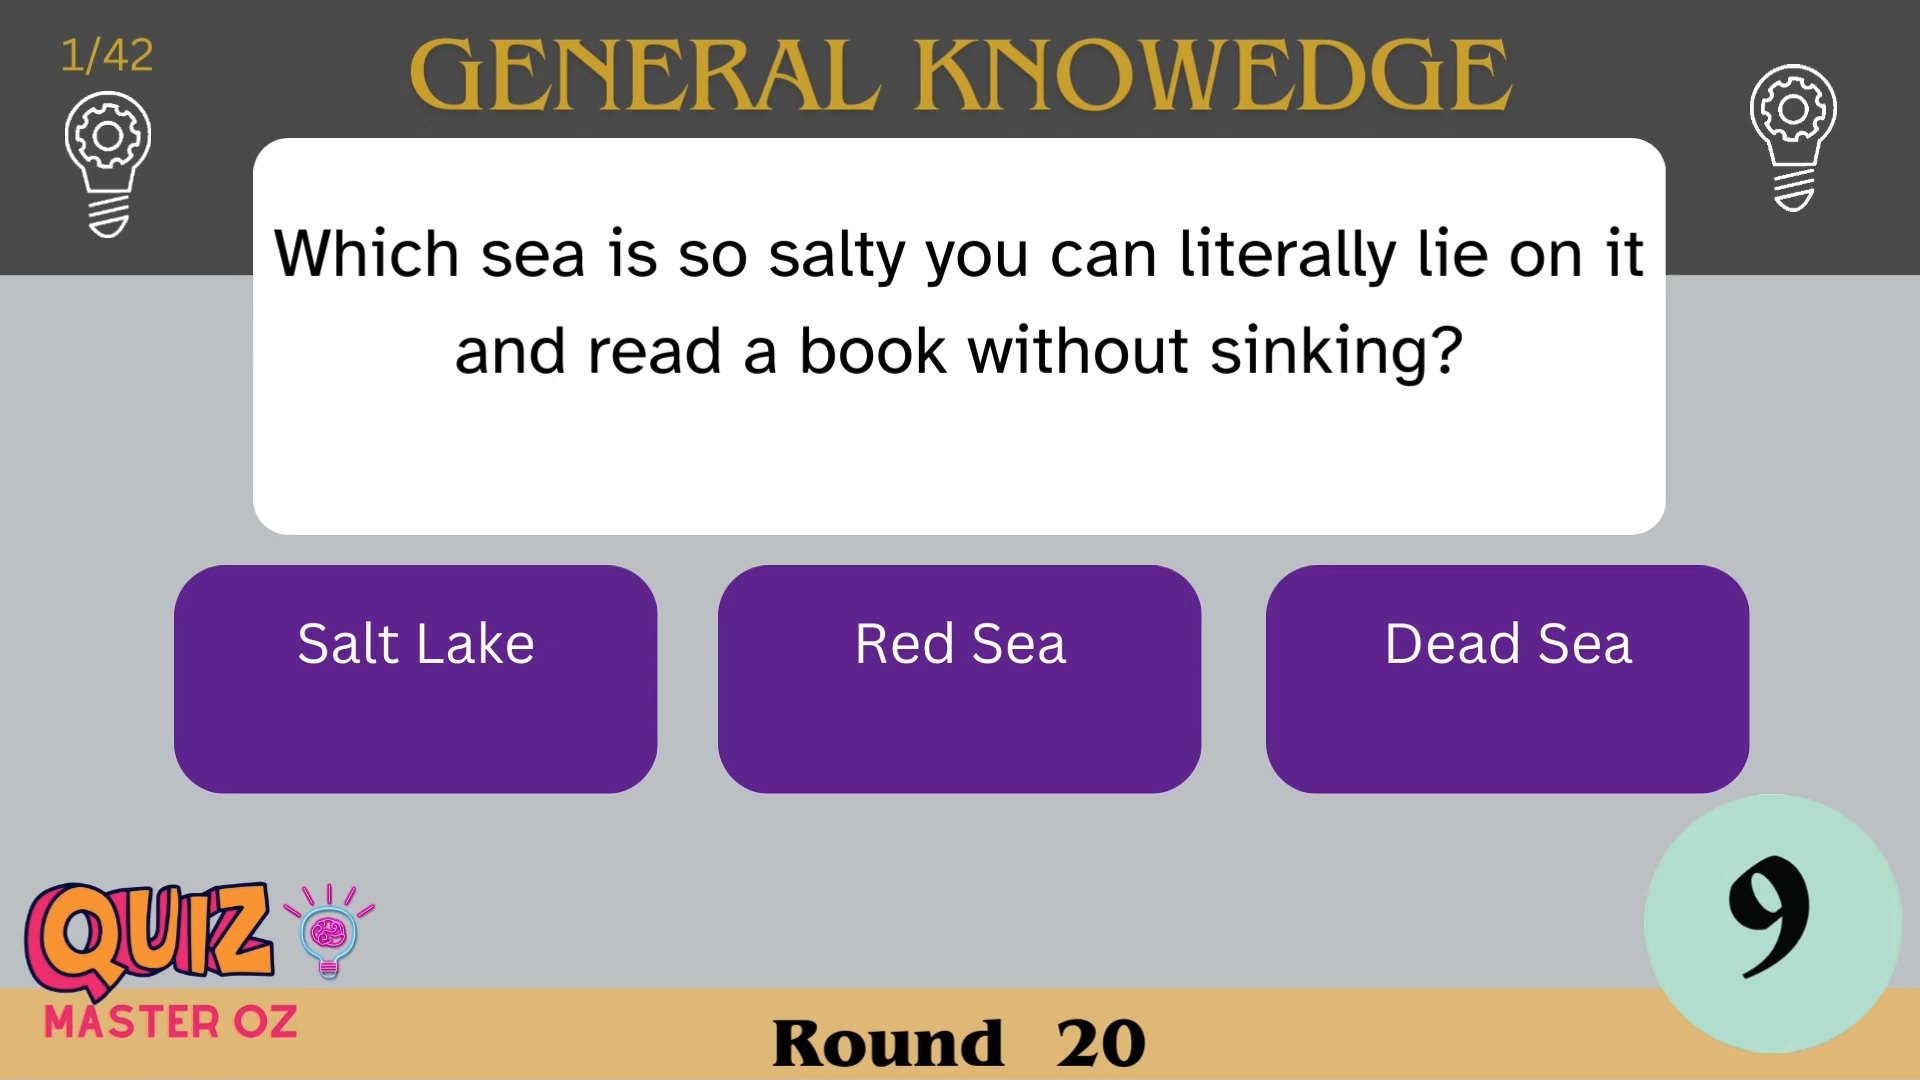 1/42
GENERAL KNOWEDGE
Which sea is so salty you can literally lie on it
and read a book without sinking?
Salt Lake
Red Sea
Dead Sea
9
QUIZ
MASTER OZ
Round 20